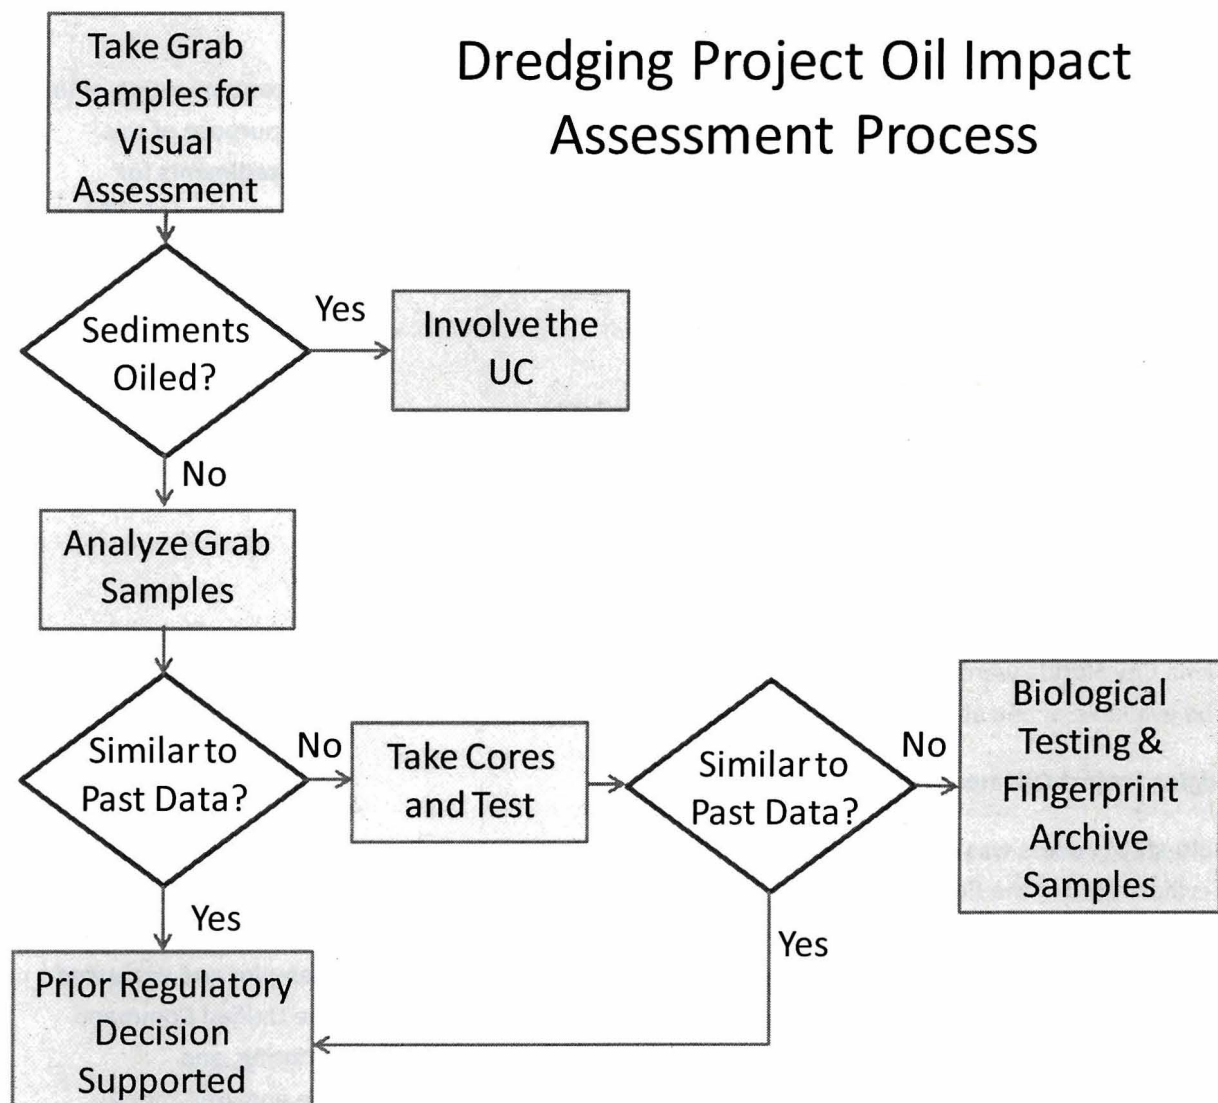 Dredging Project Oil Impact
Assessment Process
Take Grab
Samples for
Visual
Assessment
Sediments
Oiled?
Yes
Involve the
UC
No
Analyze Grab
Samples
Similar to
Past Data?
No
Take Cores
and Test
Similar to
Past Data?
No
Biological
Testing &
Fingerprint
Archive
Samples
Yes
Yes
Prior Regulatory
Decision
Supported